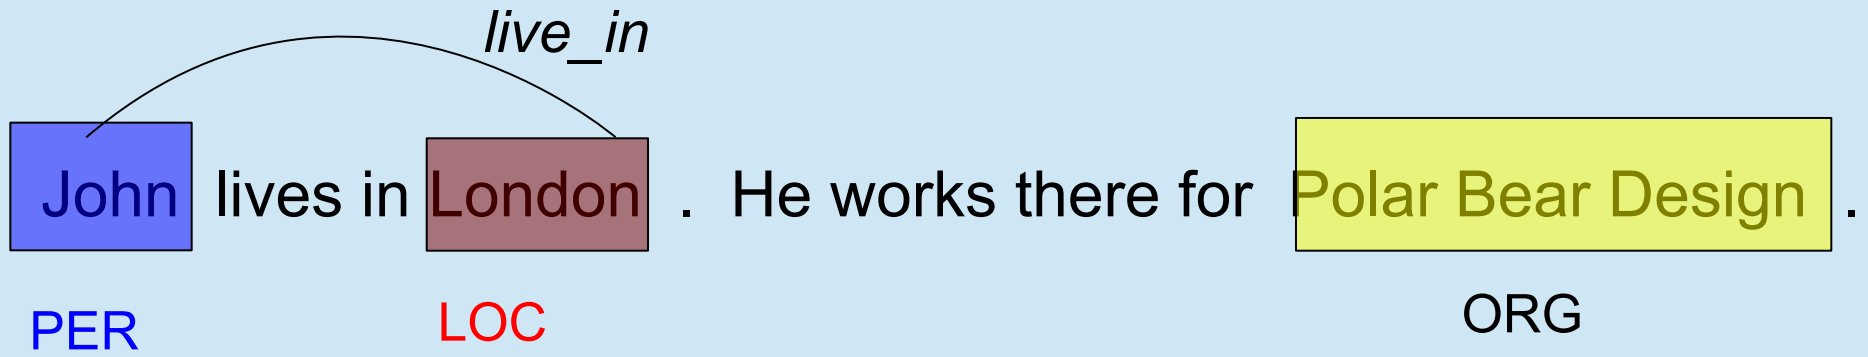 live_in
John lives in London . He works there for Polar Bear Design .
PER LOC ORG